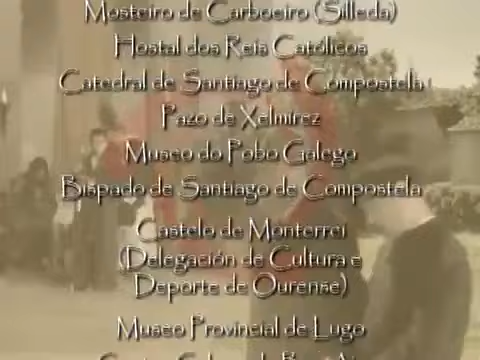 Mosteiro de Carboeiro (Silleda)
Hostal dos Reis Católicos
Catedral de Santiago de Compostela
Pazo de Xelmírez
Museo do Pobo Galego
Bispado de Santiago de Compostela
Castelo de Monterrei
(Delegación de Cultura e
Deporte de Ourense)
Museo Provincial de Lugo